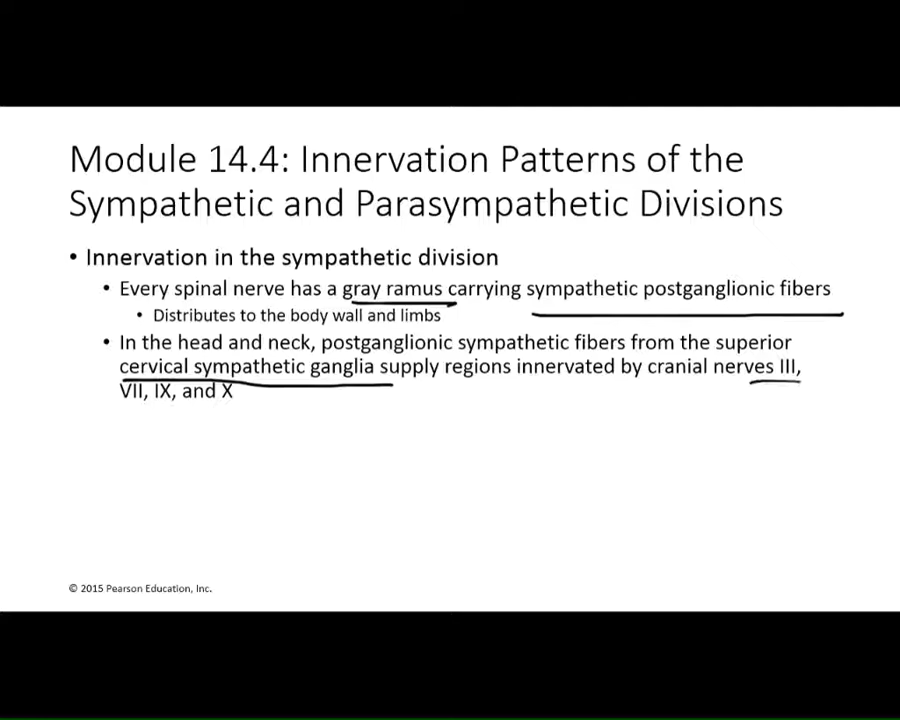 Module 14.4: Innervation Patterns of the
Sympathetic and Parasympathetic Divisions
• Innervation in the sympathetic division
• Every spinal nerve has a gray ramus carrying sympathetic postganglionic fibers
• Distributes to the body wall and limbs
• In the head and neck, postganglionic sympathetic fibers from the superior
cervical sympathetic ganglia supply regions innervated by cranial nerves III,
VII, IX, and X
© 2015 Pearson Education, Inc.